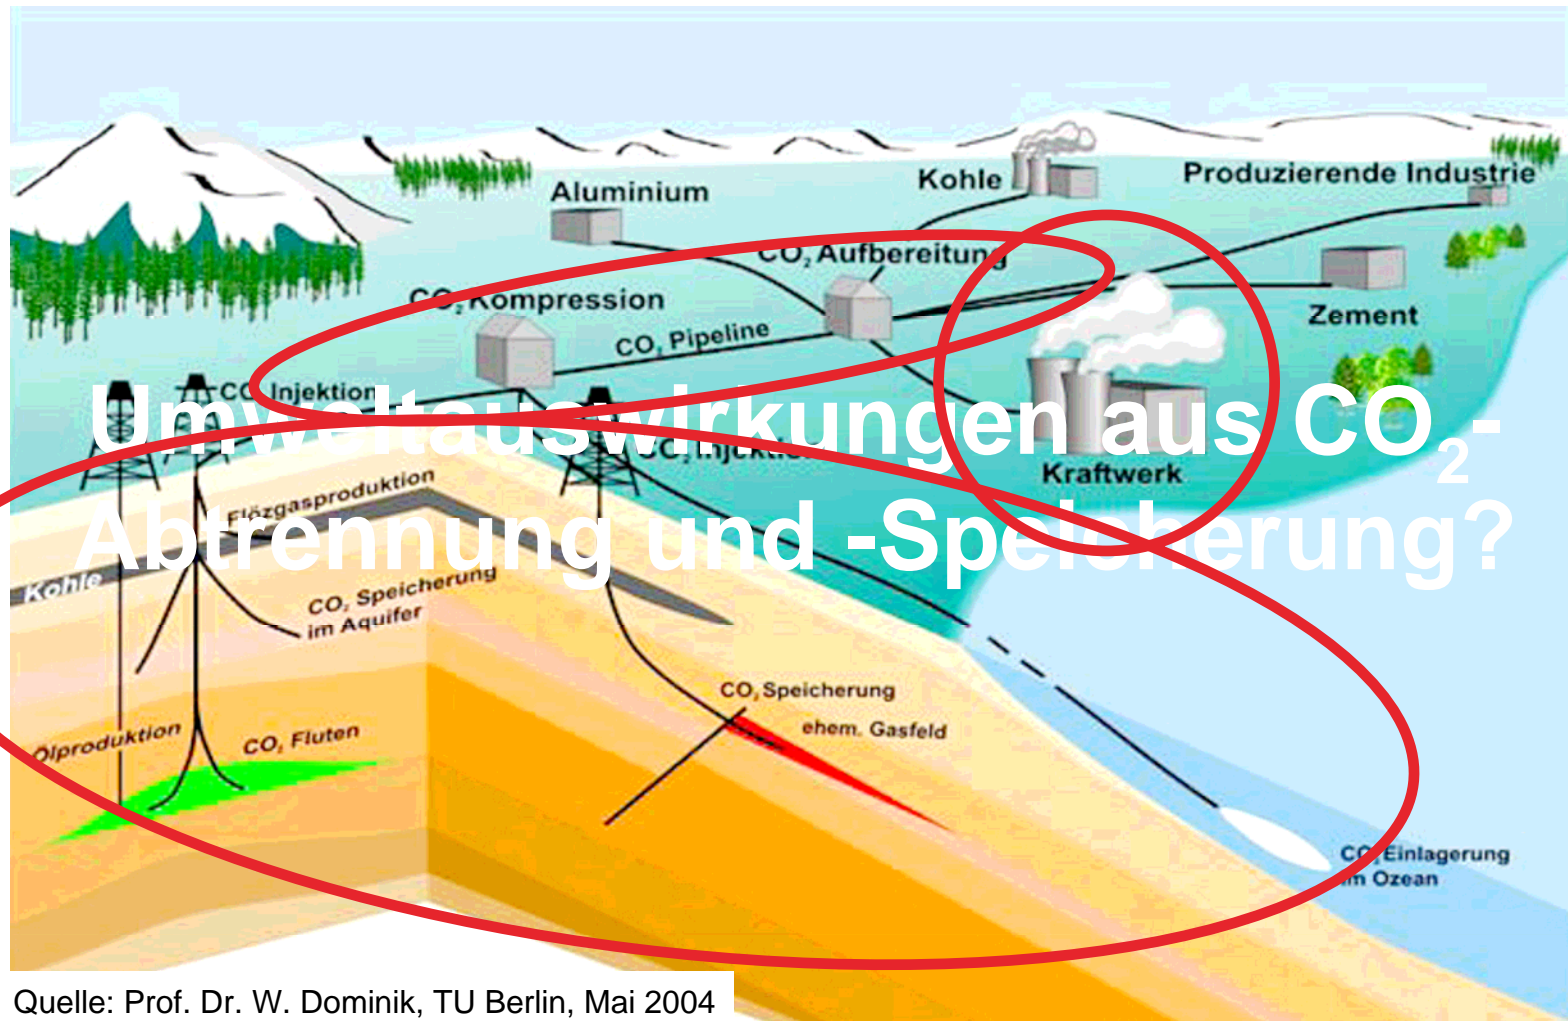 Aluminium
Kohle
Produzierende Industrie
CO₂ Aufbereitung
CO₂ Kompression
CO₂ Pipeline
Zement
CO₂ Injektion
Umweltauswirkungen aus CO₂-
Abtrennung und -Speicherung?
CO₂ Injektion
Kraftwerk
Flözgasproduktion
Kohle
CO₂ Speicherung
im Aquifer
CO₂ Speicherung
ehem. Gasfeld
Ölproduktion
CO₂ Fluten
CO₂ Einlagerung
im Ozean
Quelle: Prof. Dr. W. Dominik, TU Berlin, Mai 2004